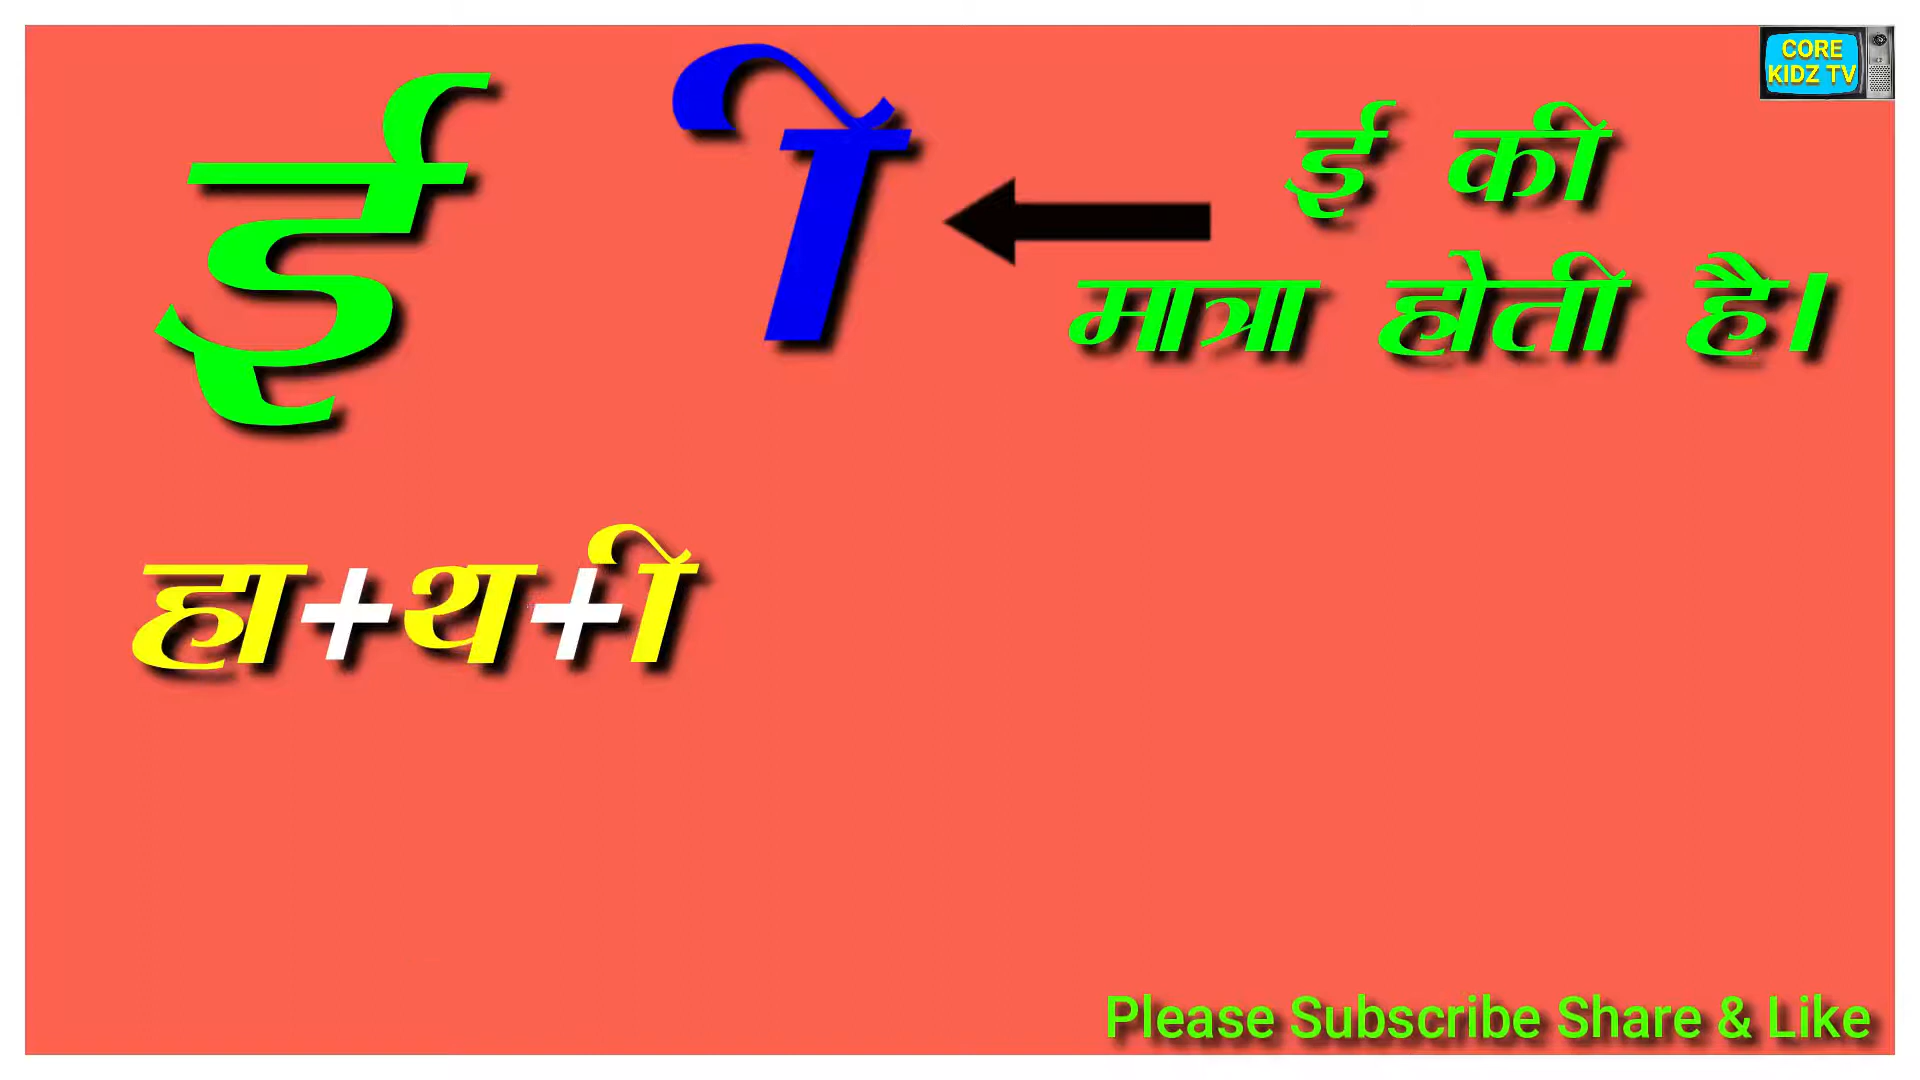 CORE
KIDZ TV
ई ी ई की
मात्रा होती है।
हा+थ+ी
Please Subscribe Share & Like